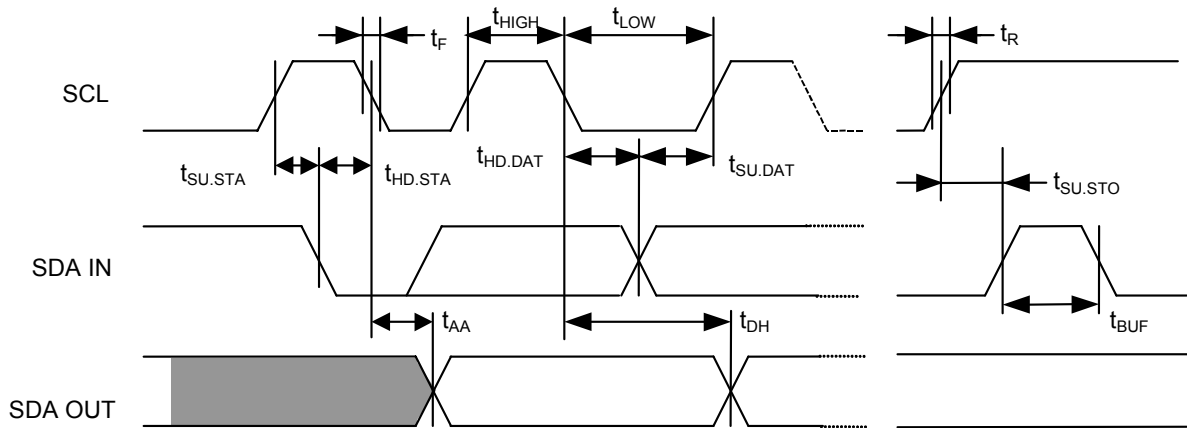 tHIGH tLOW
tF tR
SCL
tSU.STA tHD.STA tHD.DAT tSU.DAT tSU.STO
SDA IN
tAA tDH tBUF
SDA OUT